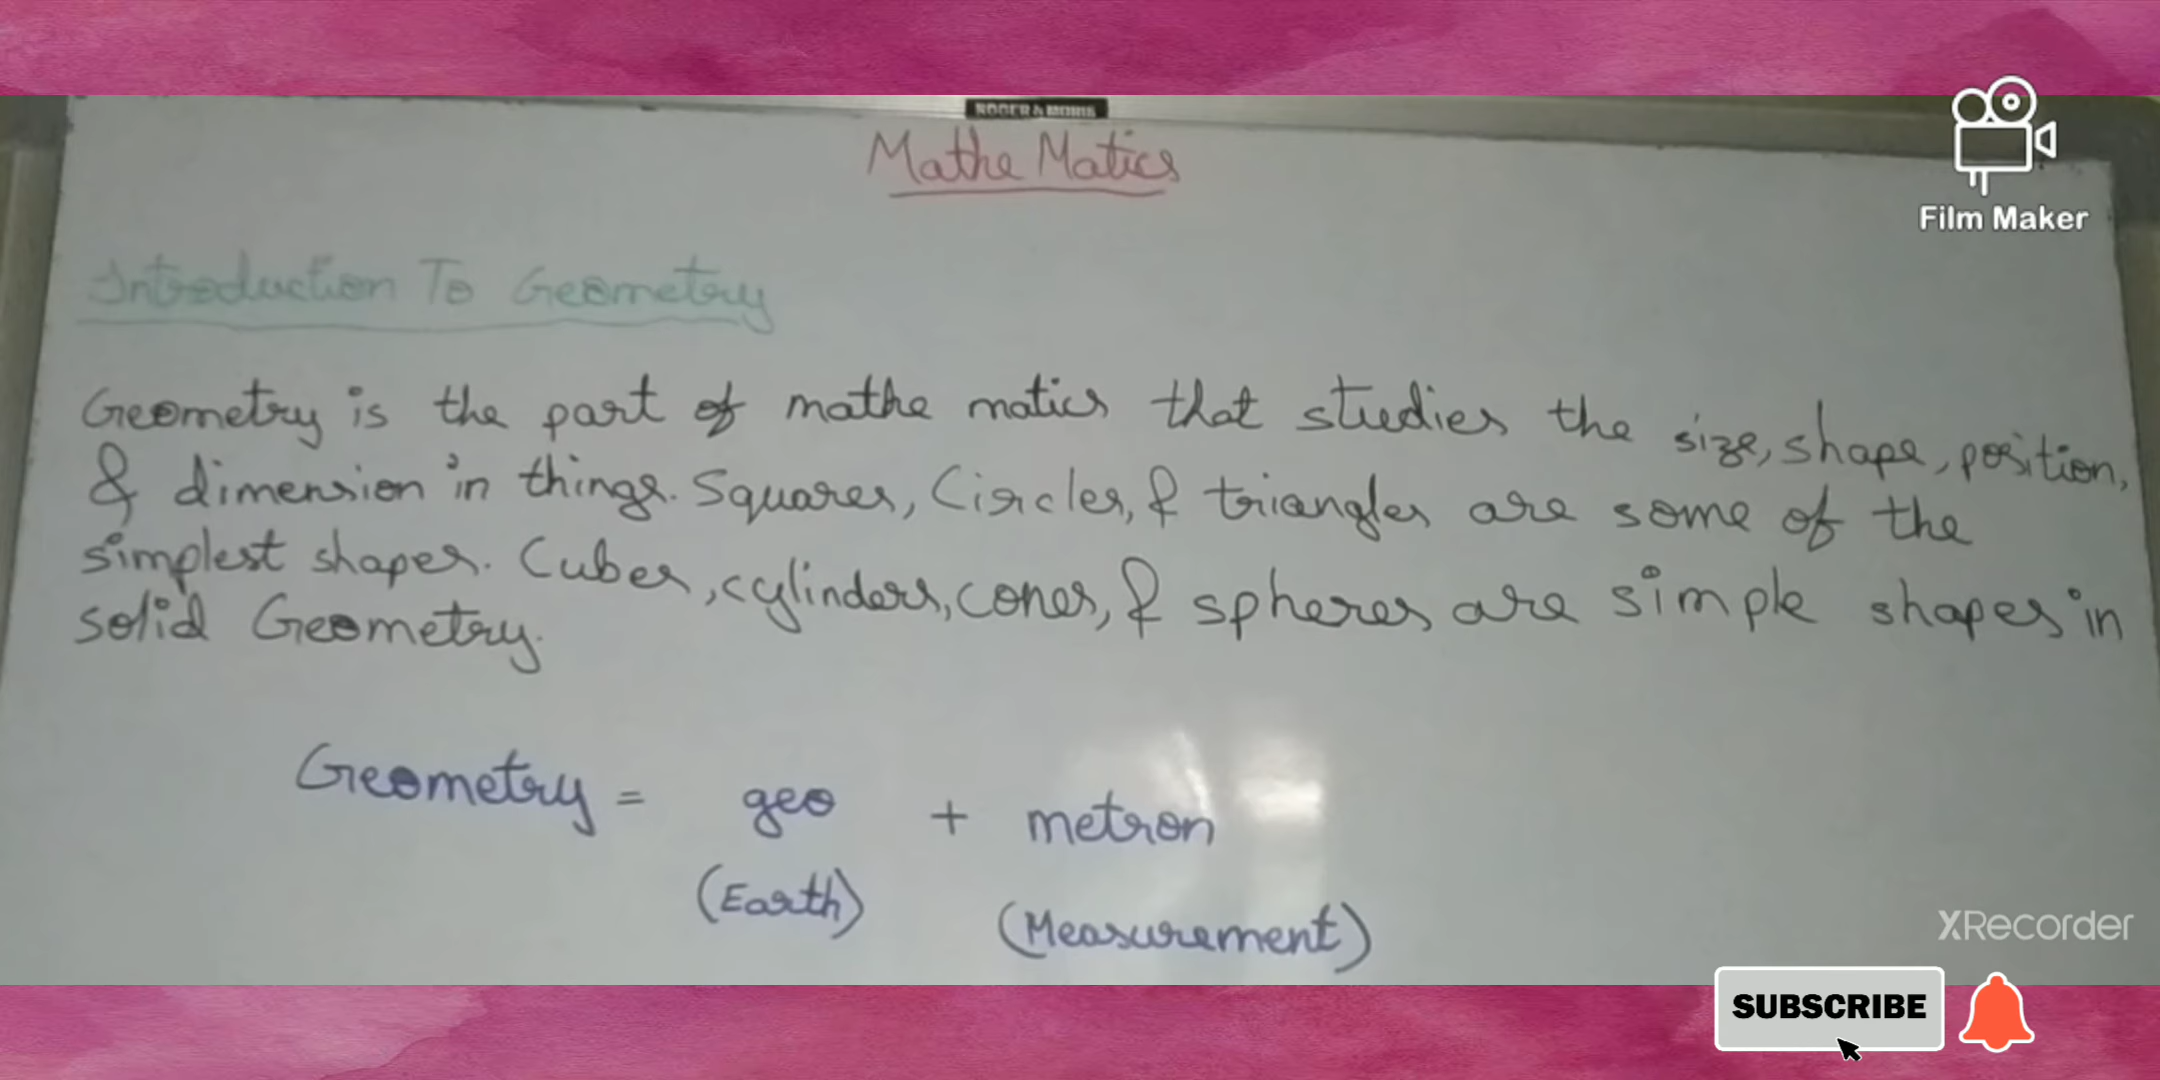 ROGER & MORIS
Mathe Matics
Film Maker
Introduction To Geometry
Geometry is the part of mathe matics that studies the size, shape, position,
& dimension in things. Squares, Circles, & triangles are some of the
simplest shapes. Cubes, cylinders, cones, & spheres are simple shapes in
solid Geometry.
Geometry = geo + metron
(Earth) (Measurement)
XRecorder
SUBSCRIBE